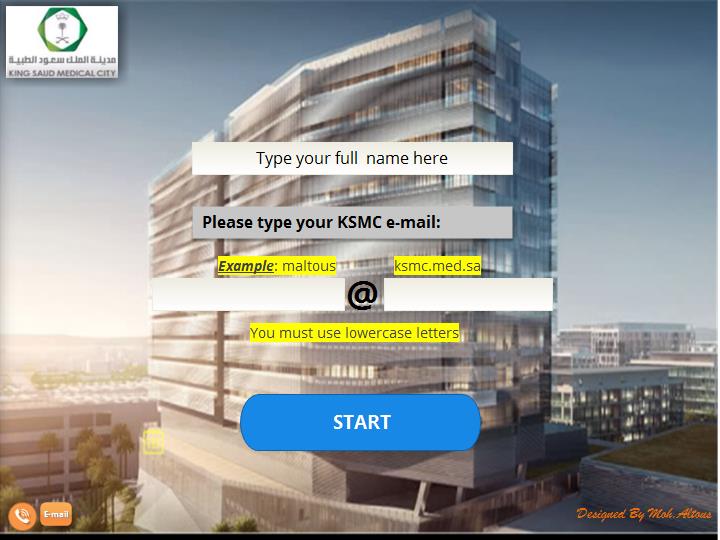 مدينة الملك سعود الطبية
KING SAUD MEDICAL CITY
Type your full name here
Please type your KSMC e-mail:
Example: maltous ksmc.med.sa
@
You must use lowercase letters
START
E-mail
Designed By Moh.Altous